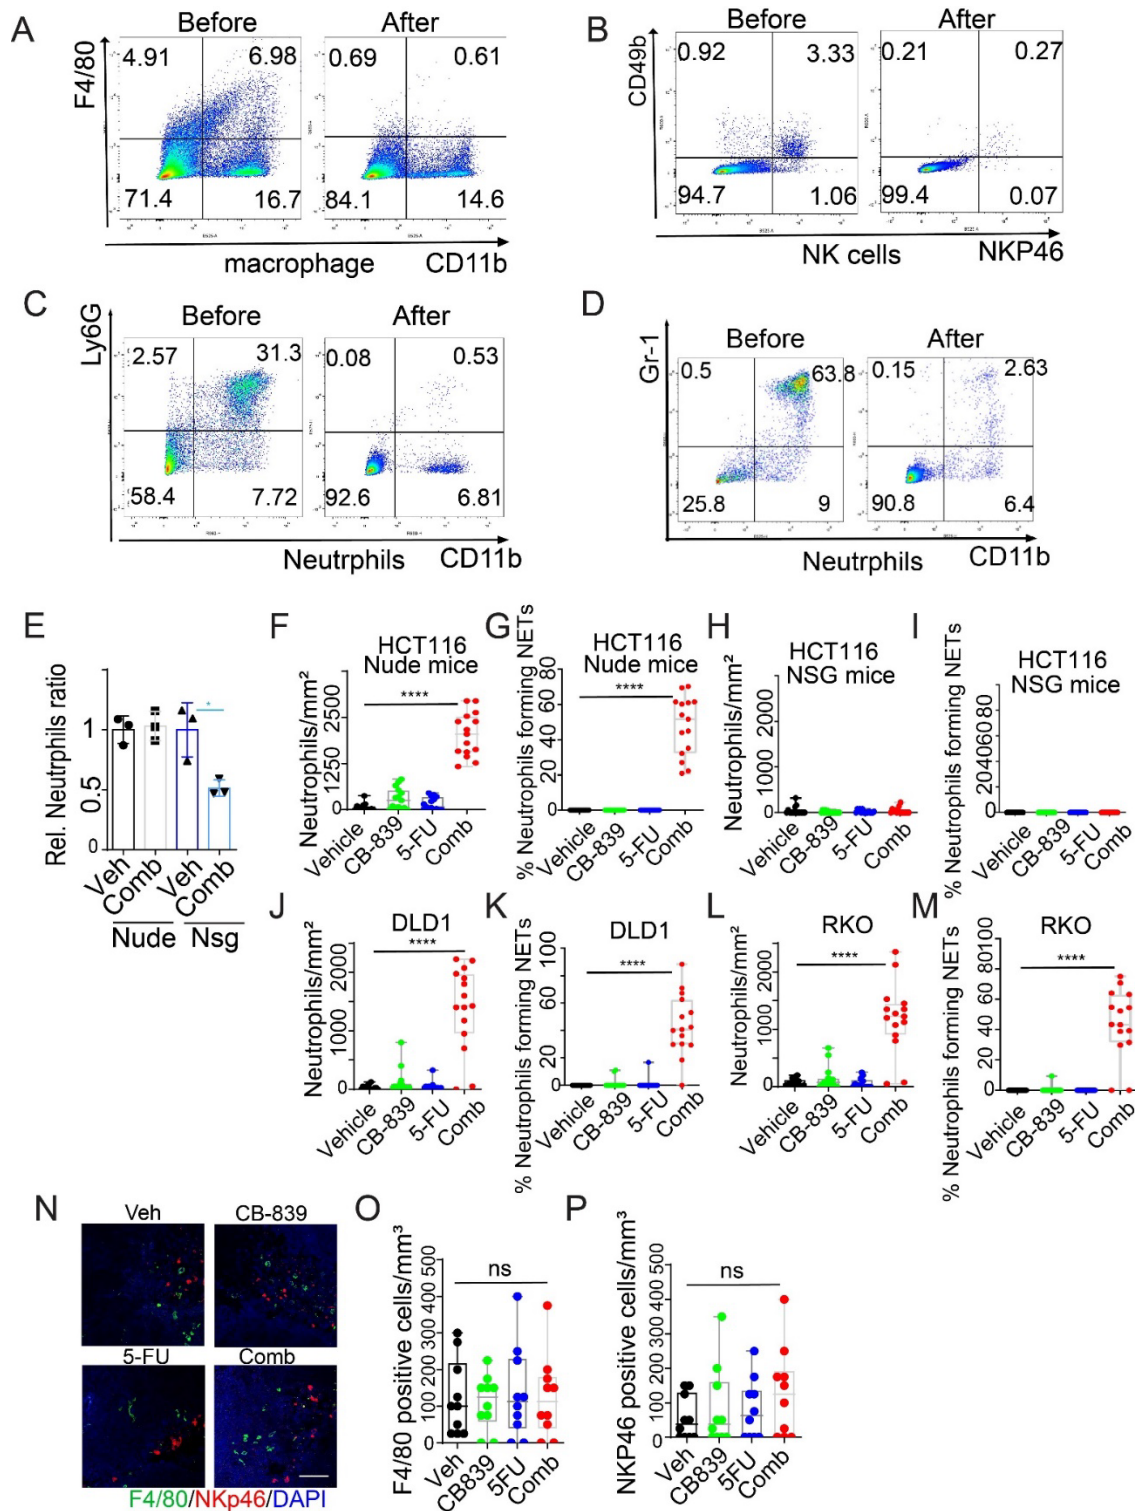 A
Before After
F4/80
4.91 6.98 0.69 0.61
71.4 16.7 84.1 14.6
macrophage CD11b
B
Before After
CD49b
0.92 3.33 0.21 0.27
94.7 1.06 99.4 0.07
NK cells NKP46
C
Before After
Ly6G
2.57 31.3 0.08 0.53
58.4 7.72 92.6 6.81
Neutrphils CD11b
D
Before After
Gr-1
0.5 63.8 0.15 2.63
25.8 9 90.8 6.4
Neutrphils CD11b
E
Rel. Neutrphils ratio
1
0.5
0
*
Veh Comb Veh Comb
Nude Nsg
F
HCT116
Nude mice
Neutrophils/mm²
2500
1250
0
****
Vehicle CB-839 5-FU Comb
G
HCT116
Nude mice
% Neutrophils forming NETs
80
60
40
20
0
****
Vehicle CB-839 5-FU Comb
H
HCT116
NSG mice
Neutrophils/mm²
2000
1000
0
Vehicle CB-839 5-FU Comb
I
HCT116
NSG mice
% Neutrophils forming NETs
80
60
40
20
0
Vehicle CB-839 5-FU Comb
J
DLD1
Neutrophils/mm²
2000
1000
0
****
Vehicle CB-839 5-FU Comb
K
DLD1
% Neutrophils forming NETs
100
80
60
40
20
0
****
Vehicle CB-839 5-FU Comb
L
RKO
Neutrophils/mm²
2000
1000
0
****
Vehicle CB-839 5-FU Comb
M
RKO
% Neutrophils forming NETs
100
80
60
40
20
0
****
Vehicle CB-839 5-FU Comb
N
Veh CB-839
5-FU Comb
F4/80/NKp46/DAPI
O
F4/80 positive cells/mm³
500
400
300
200
100
0
ns
Veh CB839 5FU Comb
P
NKP46 positive cells/mm³
500
400
300
200
100
0
ns
Veh CB839 5FU Comb